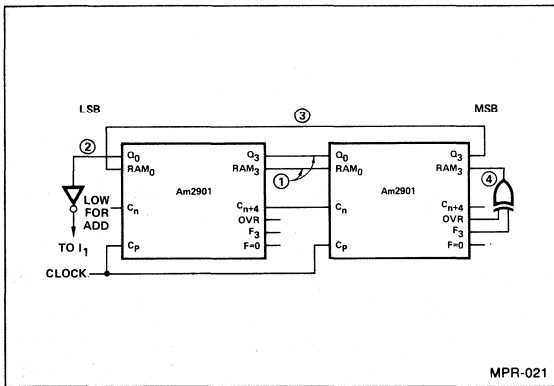 LSB
MSB
③
②
Q0
RAM0
Q3
RAM3
Q0
RAM0
Q3
RAM3
④
①
Am2901
Am2901
LOW
FOR
ADD
Cn
Cn+4
Cn
Cn+4
OVR
OVR
F3
F3
TO I1
CP
F=0
CP
F=0
CLOCK
MPR-021